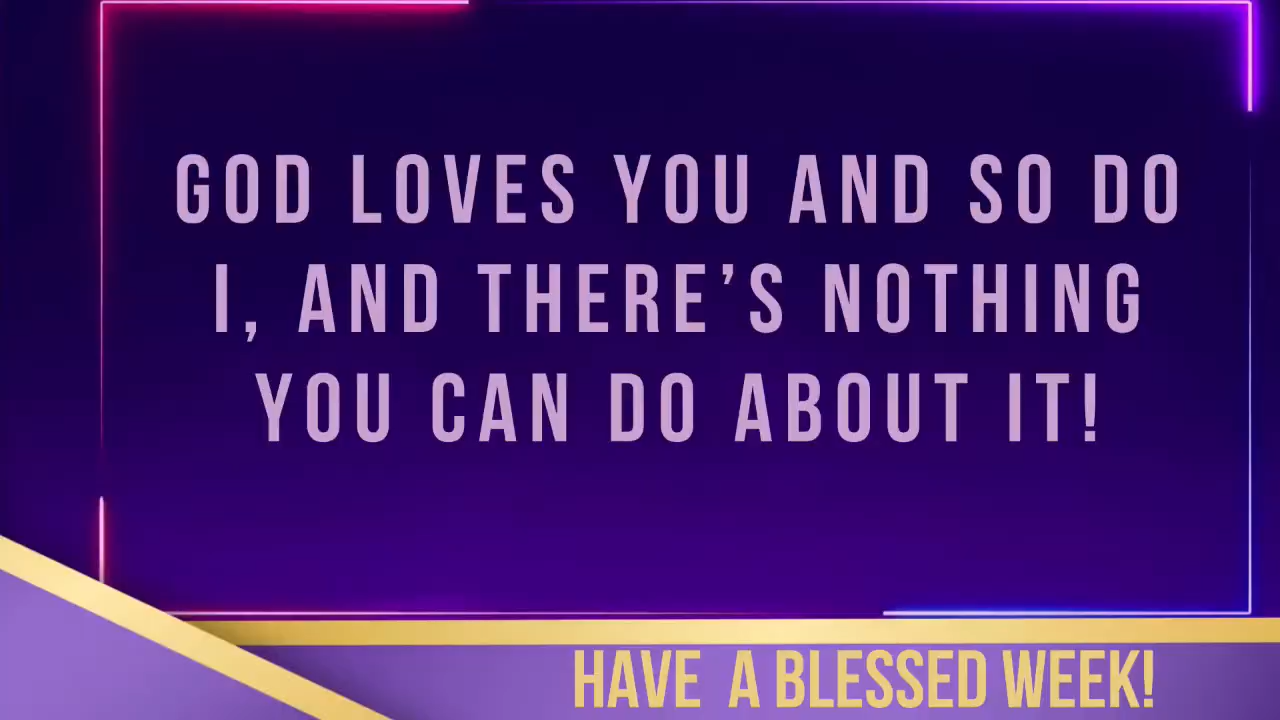 GOD LOVES YOU AND SO DO
I, AND THERE’S NOTHING
YOU CAN DO ABOUT IT!
HAVE A BLESSED WEEK!